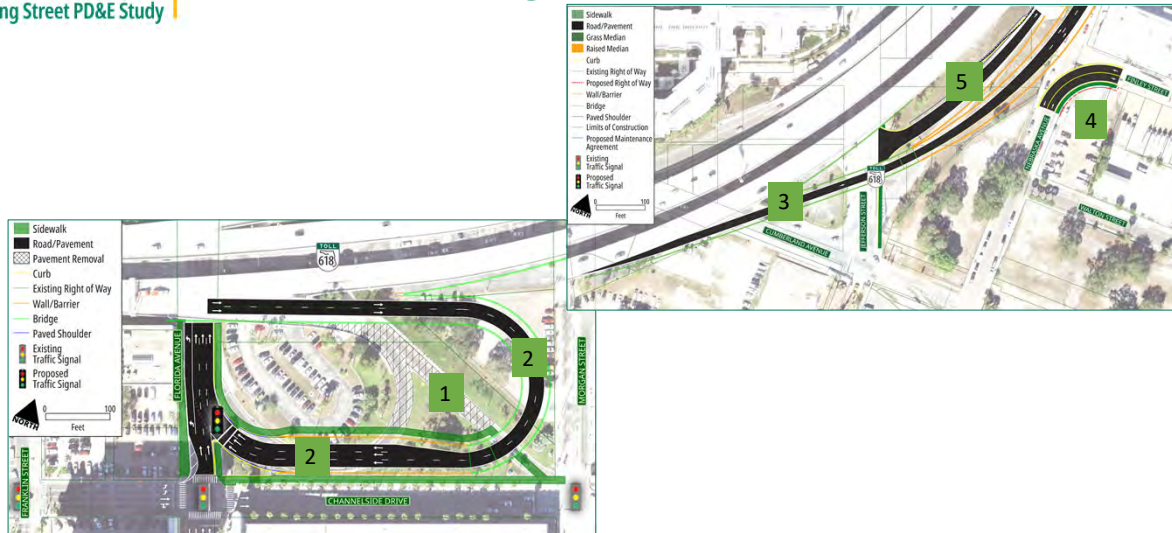 ng Street PD&E Study
Sidewalk
Road/Pavement
Grass Median
Raised Median
Curb
Existing Right of Way
Proposed Right of Way
Wall/Barrier
Bridge
Paved Shoulder
Limits of Construction
Proposed Maintenance
Agreement
Existing
Traffic Signal
Proposed
Traffic Signal
NORTH
0 100
Feet
5
4
3
TOLL
618
FINLEY STREET
NEBRASKA AVENUE
WALTON STREET
JEFFERSON STREET
CUMBERLAND AVENUE
Sidewalk
Road/Pavement
Pavement Removal
Curb
Existing Right of Way
Wall/Barrier
Bridge
Paved Shoulder
Existing
Traffic Signal
Proposed
Traffic Signal
NORTH
0 100
Feet
TOLL
618
FLORIDA AVENUE
1
2
2
MORGAN STREET
FRANKLIN STREET
CHANNELSIDE DRIVE